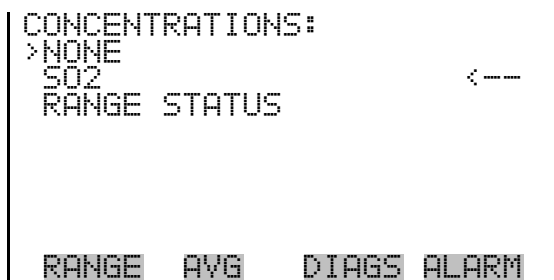 CONCENTRATIONS:
>NONE
SO2 <--
RANGE STATUS
RANGE AVG DIAGS ALARM